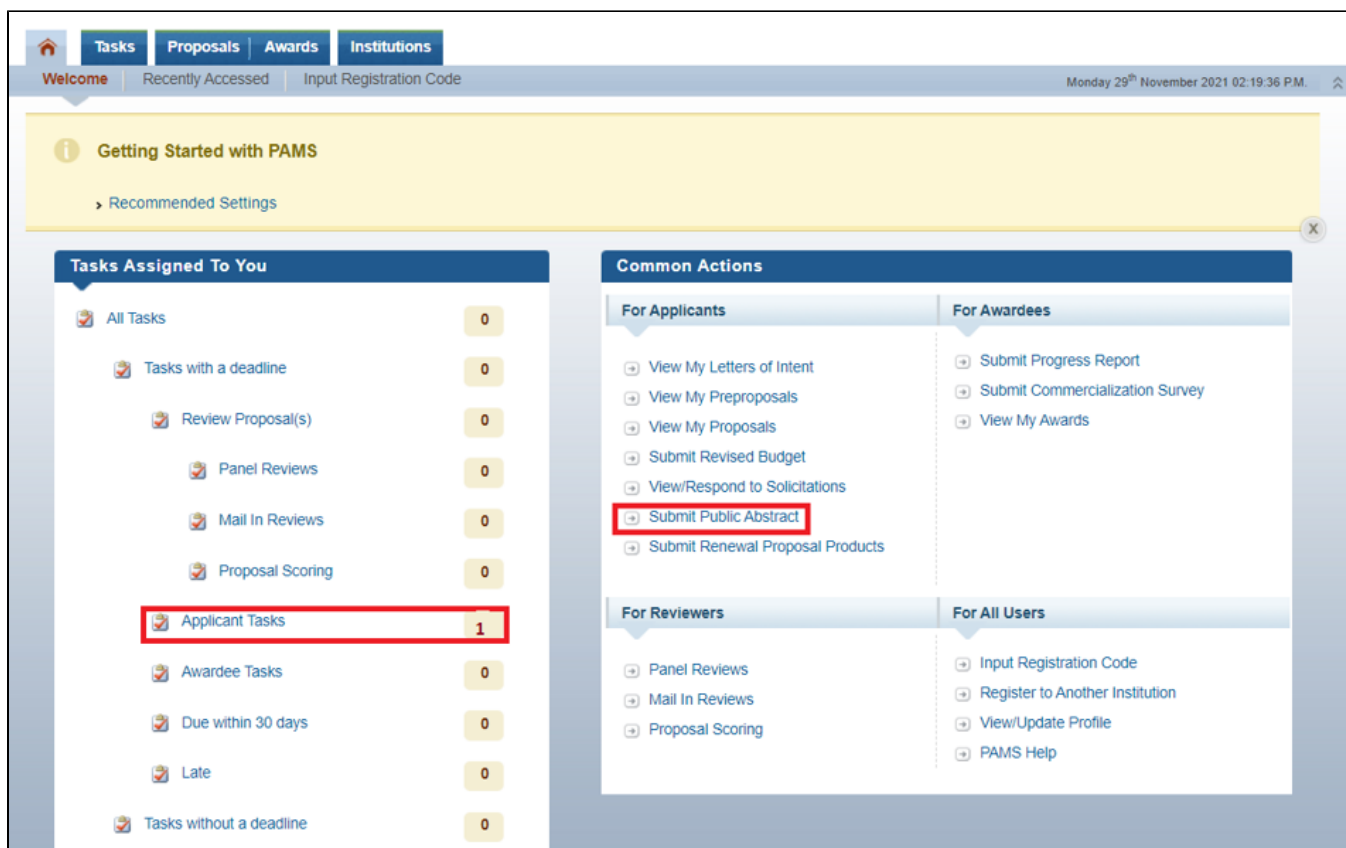 Tasks
Proposals
Awards
Institutions
Welcome
Recently Accessed
Input Registration Code
Monday 29th November 2021 02:19:36 P.M.
Getting Started with PAMS
Recommended Settings
X
Tasks Assigned To You
All Tasks 0
Tasks with a deadline 0
Review Proposal(s) 0
Panel Reviews 0
Mail In Reviews 0
Proposal Scoring 0
Applicant Tasks 1
Awardee Tasks 0
Due within 30 days 0
Late 0
Tasks without a deadline 0
Common Actions
For Applicants
View My Letters of Intent
View My Preproposals
View My Proposals
Submit Revised Budget
View/Respond to Solicitations
Submit Public Abstract
Submit Renewal Proposal Products
For Awardees
Submit Progress Report
Submit Commercialization Survey
View My Awards
For Reviewers
Panel Reviews
Mail In Reviews
Proposal Scoring
For All Users
Input Registration Code
Register to Another Institution
View/Update Profile
PAMS Help